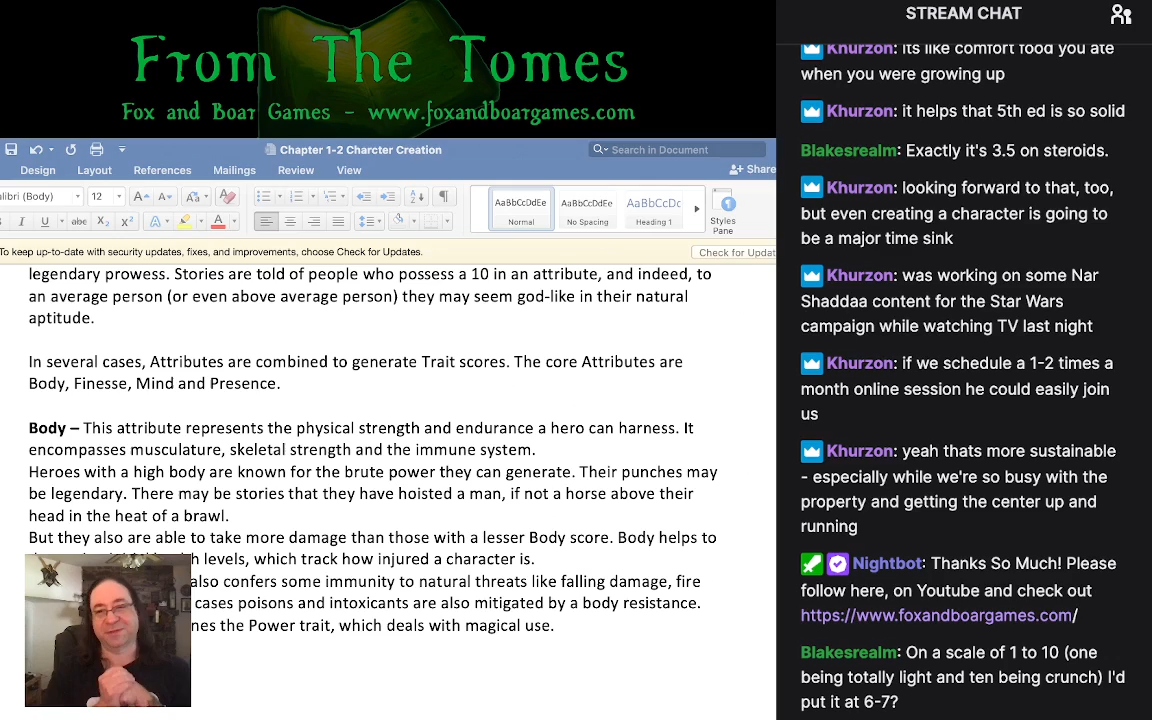 From The Tomes
Fox and Boar Games - www.foxandboargames.com
Chapter 1-2 Charcter Creation
Search in Document
Design
Layout
References
Mailings
Review
View
Share
(Body)
12
AaBbCcDdEe
Normal
AaBbCcDdEe
No Spacing
AaBbCcDc
Heading 1
Styles
Pane
To keep up-to-date with security updates, fixes, and improvements, choose Check for Updates.
Check for
legendary prowess. Stories are told of people who possess a 10 in an attribute, and indeed, to
an average person (or even above average person) they may seem god-like in their natural
aptitude.
In several cases, Attributes are combined to generate Trait scores. The core Attributes are
Body, Finesse, Mind and Presence.
Body – This attribute represents the physical strength and endurance a hero can harness. It
encompasses musculature, skeletal strength and the immune system.
Heroes with a high body are known for the brute power they can generate. Their punches may
be legendary. There may be stories that they have hoisted a man, if not a horse above their
head in the heat of a brawl.
But they also are able to take more damage than those with a lesser Body score. Body helps to
levels, which track how injured a character is.
also confers some immunity to natural threats like falling damage, fire
cases poisons and intoxicants are also mitigated by a body resistance.
the Power trait, which deals with magical use.
STREAM CHAT
Khurzon: its like comfort food you ate
when you were growing up
Khurzon: it helps that 5th ed is so solid
Blakesrealm: Exactly it's 3.5 on steroids.
Khurzon: looking forward to that, too,
but even creating a character is going to
be a major time sink
Khurzon: was working on some Nar
Shaddaa content for the Star Wars
campaign while watching TV last night
Khurzon: if we schedule a 1-2 times a
month online session he could easily join
us
Khurzon: yeah thats more sustainable
- especially while we're so busy with the
property and getting the center up and
running
Nightbot: Thanks So Much! Please
follow here, on Youtube and check out
https://www.foxandboargames.com/
Blakesrealm: On a scale of 1 to 10 (one
being totally light and ten being crunch) I'd
put it at 6-7?